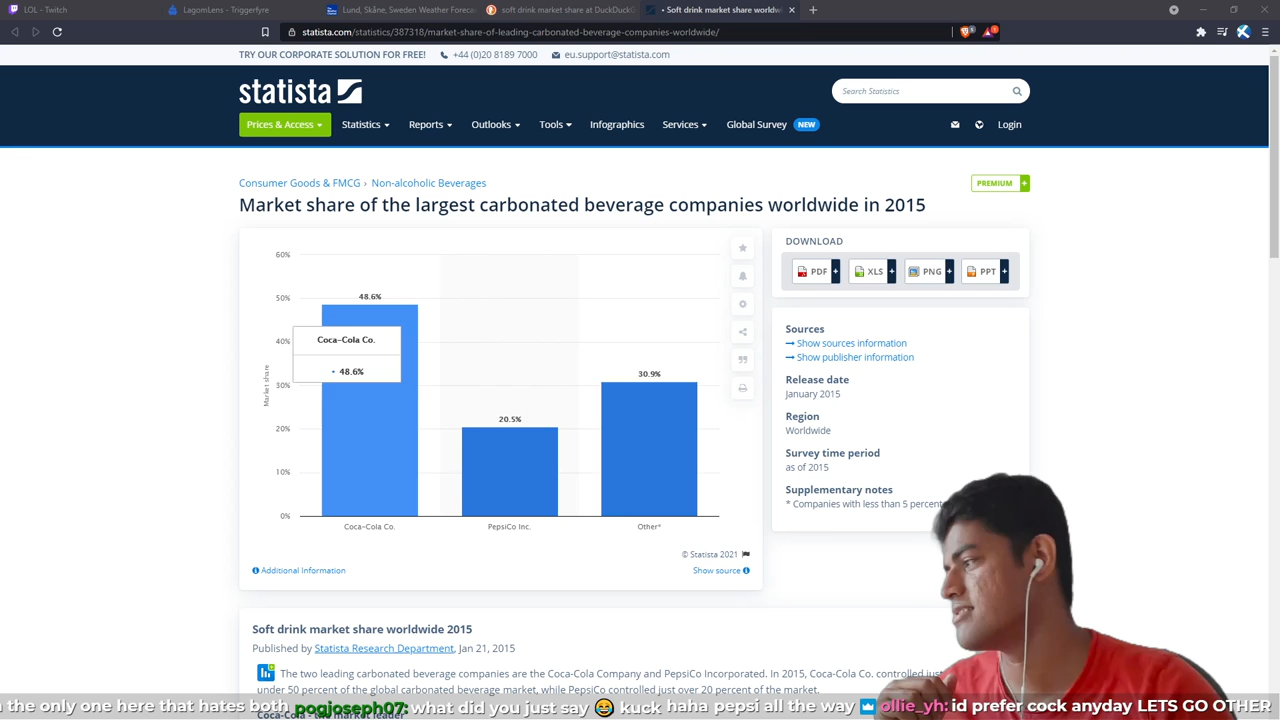 LOL - Twitch
LagomLens - Triggerfyre
Lund, Skåne, Sweden Weather Foreca
soft drink market share at DuckDuckG
Soft drink market share worldw
statista.com/statistics/387318/market-share-of-leading-carbonated-beverage-companies-worldwide/
TRY OUR CORPORATE SOLUTION FOR FREE! +44 (0)20 8189 7000 eu.support@statista.com
statista
Search Statistics
Prices & Access Statistics Reports Outlooks Tools Infographics Services Global Survey NEW Login
Consumer Goods & FMCG › Non-alcoholic Beverages
PREMIUM +
Market share of the largest carbonated beverage companies worldwide in 2015
60%
50%
40%
30%
20%
10%
0%
Market share
48.6%
Coca-Cola Co.
• 48.6%
20.5%
30.9%
Coca-Cola Co. PepsiCo Inc. Other*
© Statista 2021
Additional Information Show source
DOWNLOAD
PDF + XLS + PNG + PPT +
Sources
Show sources information
Show publisher information
Release date
January 2015
Region
Worldwide
Survey time period
as of 2015
Supplementary notes
* Companies with less than 5 percent
Soft drink market share worldwide 2015
Published by Statista Research Department, Jan 21, 2015
The two leading carbonated beverage companies are the Coca-Cola Company and PepsiCo Incorporated. In 2015, Coca-Cola Co. controlled just
under 50 percent of the global carbonated beverage market, while PepsiCo controlled just over 20 percent of the market.
Coca-Cola - the market leader
the only one here that hates both pogjoseph07: what did you just say 😂 kuck haha pepsi all the way ollie_yh: id prefer cock anyday LETS GO OTHER